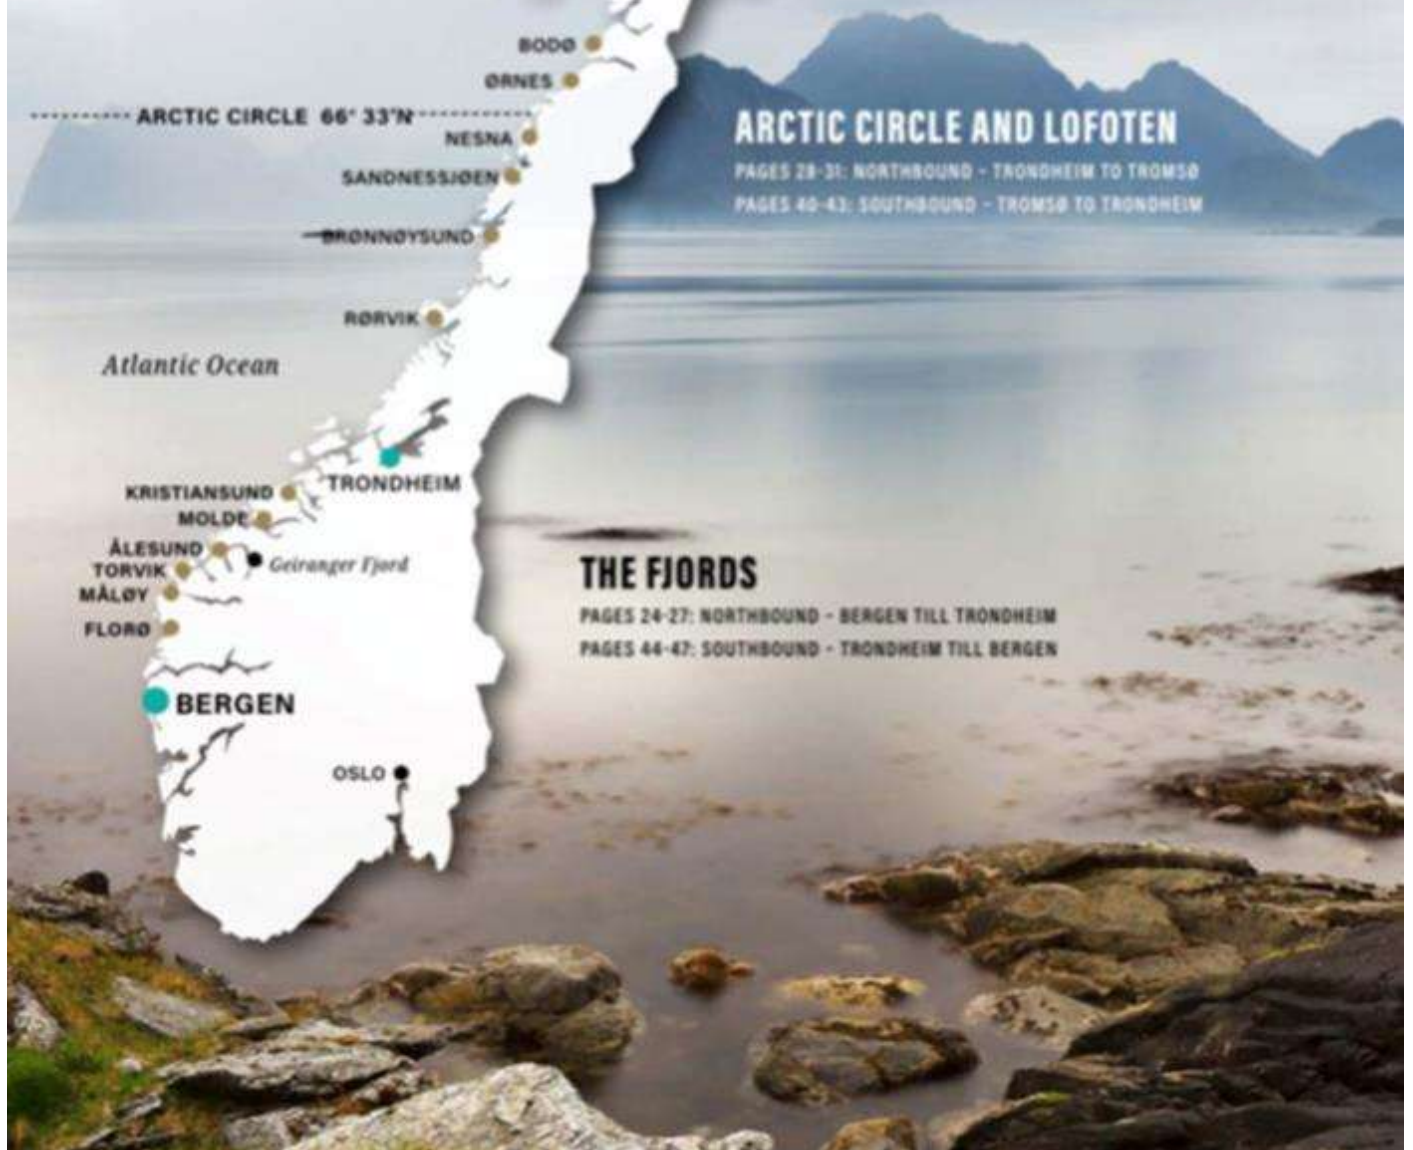 BODØ
ØRNES
ARCTIC CIRCLE 66° 33'N
NESNA
SANDNESSJØEN
BRØNNØYSUND
RØRVIK
Atlantic Ocean
TRONDHEIM
KRISTIANSUND
MOLDE
ÅLESUND
Geiranger Fjord
TORVIK
MÅLØY
FLORØ
BERGEN
OSLO
ARCTIC CIRCLE AND LOFOTEN
PAGES 28-31: NORTHBOUND - TRONDHEIM TO TROMSØ
PAGES 40-43: SOUTHBOUND - TROMSØ TO TRONDHEIM
THE FJORDS
PAGES 24-27: NORTHBOUND - BERGEN TILL TRONDHEIM
PAGES 44-47: SOUTHBOUND - TRONDHEIM TILL BERGEN